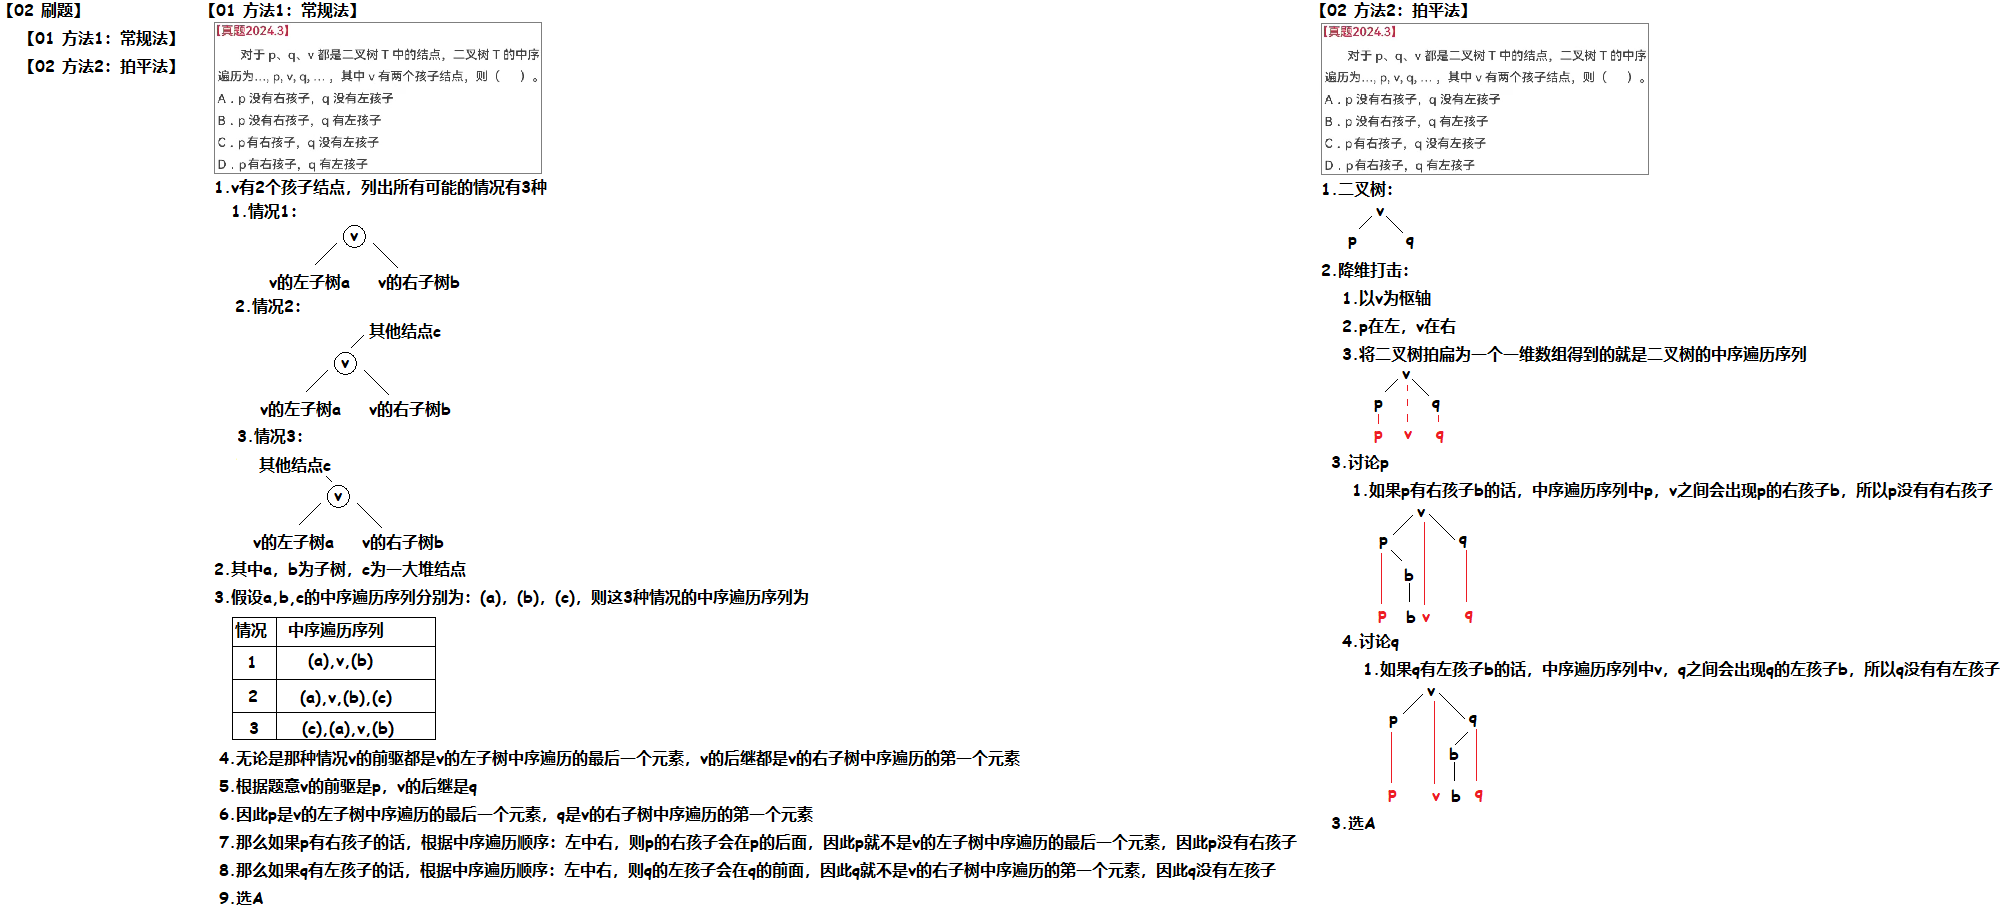 【02 刷题】
【01 方法1：常规法】
【02 方法2：拍平法】
【01 方法1：常规法】
【真题2024.3】
对于 p、q、v 都是二叉树 T 中的结点，二叉树 T 的中序
遍历为…, p, v, q, … ，其中 v 有两个孩子结点，则（ ）。
A．p 没有右孩子，q 没有左孩子
B．p 没有右孩子，q 有左孩子
C．p 有右孩子，q 没有左孩子
D．p 有右孩子，q 有左孩子
1.v有2个孩子结点，列出所有可能的情况有3种
1.情况1：
v
v的左子树a v的右子树b
2.情况2：
其他结点c
v
v的左子树a v的右子树b
3.情况3：
其他结点c
v
v的左子树a v的右子树b
2.其中a，b为子树，c为一大堆结点
3.假设a,b,c的中序遍历序列分别为：(a)，(b)，(c)，则这3种情况的中序遍历序列为
情况 中序遍历序列
1 (a),v,(b)
2 (a),v,(b),(c)
3 (c),(a),v,(b)
4.无论是那种情况v的前驱都是v的左子树中序遍历的最后一个元素，v的后继都是v的右子树中序遍历的第一个元素
5.根据题意v的前驱是p，v的后继是q
6.因此p是v的左子树中序遍历的最后一个元素，q是v的右子树中序遍历的第一个元素
7.那么如果p有右孩子的话，根据中序遍历顺序：左中右，则p的右孩子会在p的后面，因此p就不是v的左子树中序遍历的最后一个元素，因此p没有右孩子
8.那么如果q有左孩子的话，根据中序遍历顺序：左中右，则q的左孩子会在q的前面，因此q就不是v的右子树中序遍历的第一个元素，因此q没有左孩子
9.选A
【02 方法2：拍平法】
【真题2024.3】
对于 p、q、v 都是二叉树 T 中的结点，二叉树 T 的中序
遍历为…, p, v, q, … ，其中 v 有两个孩子结点，则（ ）。
A．p 没有右孩子，q 没有左孩子
B．p 没有右孩子，q 有左孩子
C．p 有右孩子，q 没有左孩子
D．p 有右孩子，q 有左孩子
1.二叉树：
v
p q
2.降维打击：
1.以v为枢轴
2.p在左，v在右
3.将二叉树拍扁为一个一维数组得到的就是二叉树的中序遍历序列
v
p q
p v q
3.讨论p
1.如果p有右孩子b的话，中序遍历序列中p，v之间会出现p的右孩子b，所以p没有有右孩子
v
p q
b
p b v q
4.讨论q
1.如果q有左孩子b的话，中序遍历序列中v，q之间会出现q的左孩子b，所以q没有有左孩子
v
p q
b
p v b q
3.选A